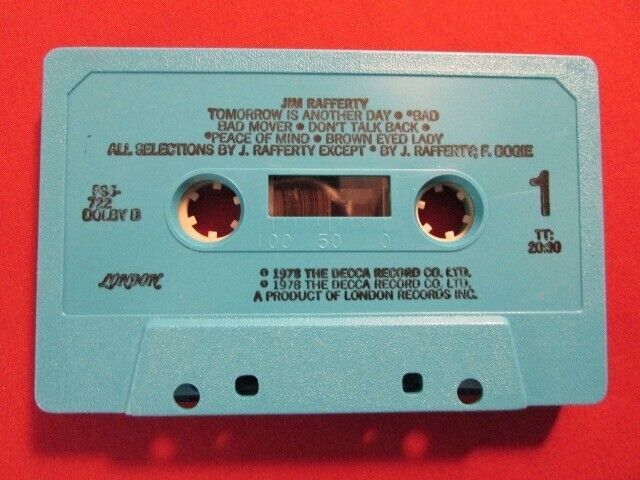 JIM RAFFERTY
TOMORROW IS ANOTHER DAY • *BAD
BAD MOVER • DON'T TALK BACK •
*PEACE OF MIND • BROWN EYED LADY
ALL SELECTIONS BY J. RAFFERTY EXCEPT * BY J. RAFFERTY; F. BOGIE
722
DOLBY B
1
TT:
20:30
100 50 0
LONDON
℗ 1978 THE DECCA RECORD CO. LTD.
© 1978 THE DECCA RECORD CO. LTD.
A PRODUCT OF LONDON RECORDS INC.